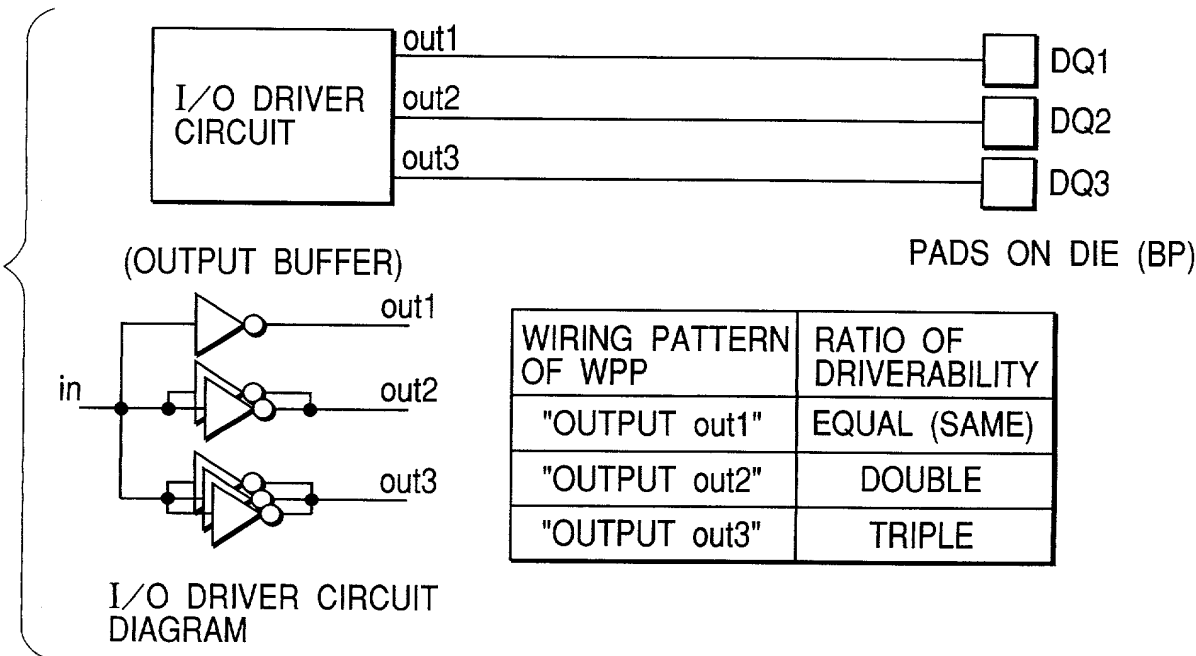 out1
DQ1
I/O DRIVER
CIRCUIT
out2
DQ2
out3
DQ3
(OUTPUT BUFFER)
PADS ON DIE (BP)
out1
in
out2
out3
I/O DRIVER CIRCUIT
DIAGRAM
WIRING PATTERN
OF WPP
RATIO OF
DRIVERABILITY
"OUTPUT out1"
EQUAL (SAME)
"OUTPUT out2"
DOUBLE
"OUTPUT out3"
TRIPLE